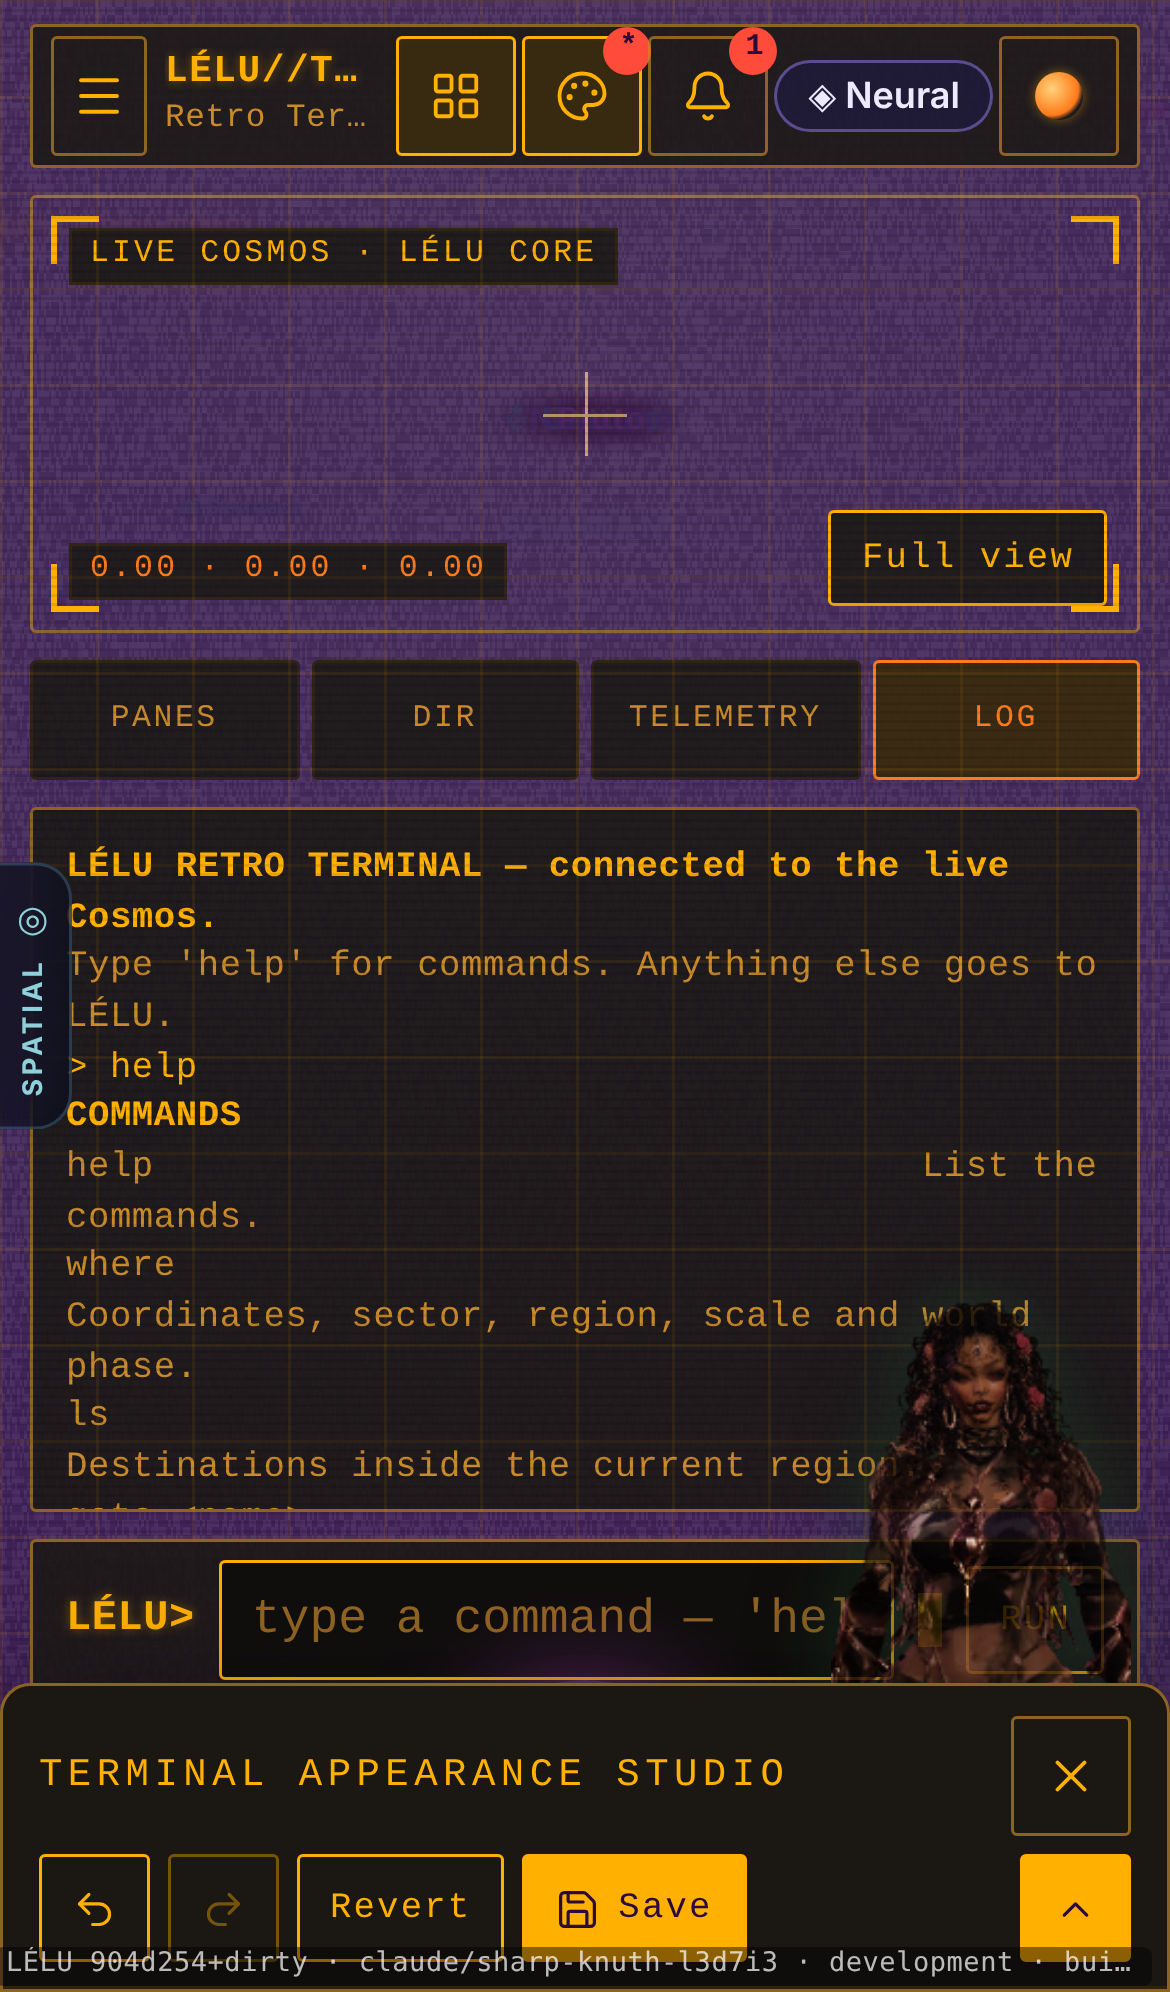 LÉLU//T…
Retro Ter…
*
1
◈ Neural
LIVE COSMOS · LÉLU CORE
0.00 · 0.00 · 0.00
Full view
PANES
DIR
TELEMETRY
LOG
SPATIAL ◎
LÉLU RETRO TERMINAL — connected to the live
Cosmos.
Type 'help' for commands. Anything else goes to
LÉLU.
> help
COMMANDS
help List the
commands.
where
Coordinates, sector, region, scale and world
phase.
ls
Destinations inside the current region.
LÉLU>
type a command — 'hel
RUN
TERMINAL APPEARANCE STUDIO
Revert
Save
LÉLU 904d254+dirty · claude/sharp-knuth-l3d7i3 · development · bui…